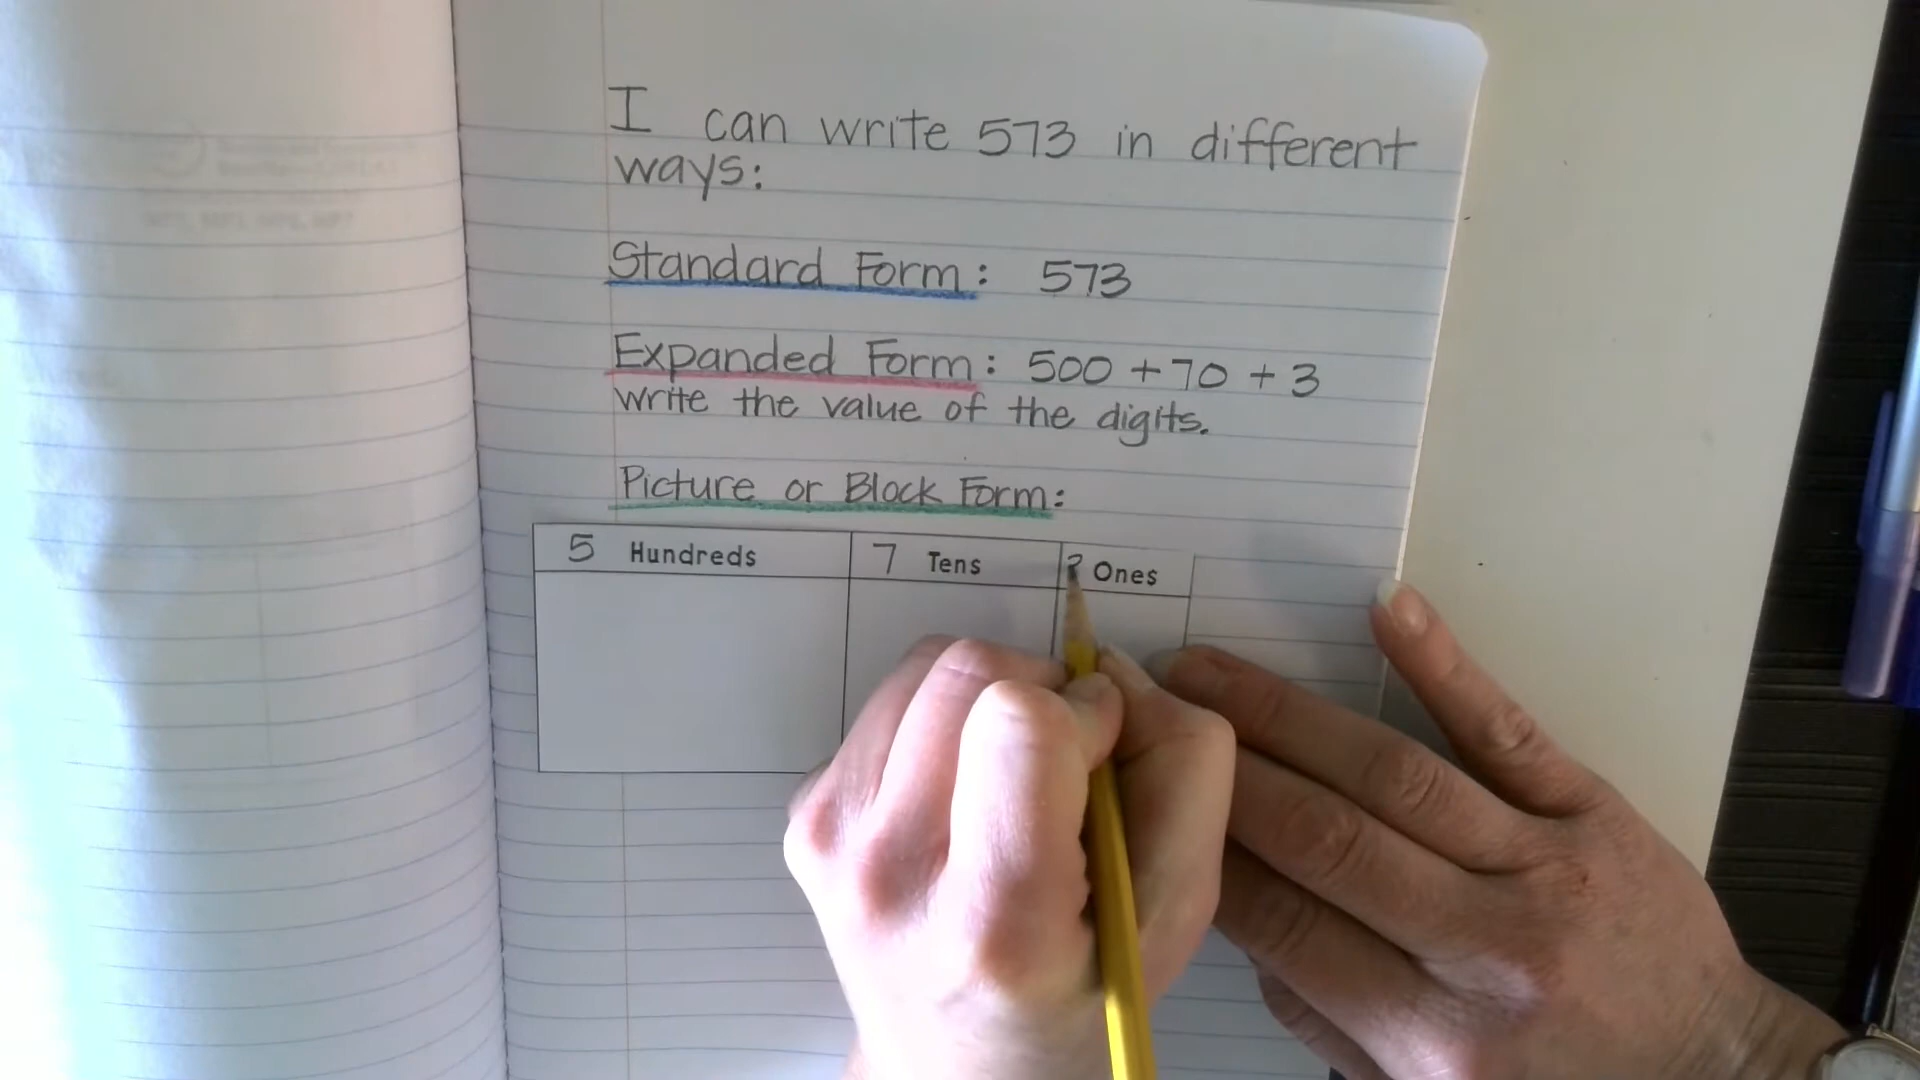 I can write 573 in different
ways:
Standard Form: 573
Expanded Form: 500 + 70 + 3
write the value of the digits.
Picture or Block Form:
5 Hundreds 7 Tens Ones